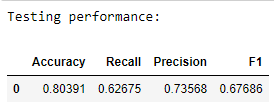 Testing performance:
Accuracy Recall Precision F1
0 0.80391 0.62675 0.73568 0.67686